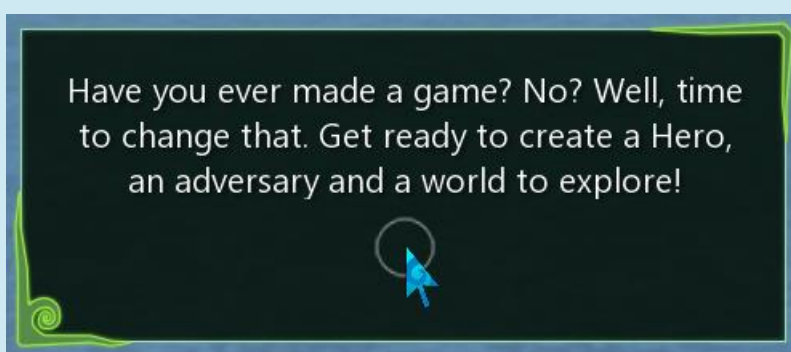 Have you ever made a game? No? Well, time
to change that. Get ready to create a Hero,
an adversary and a world to explore!